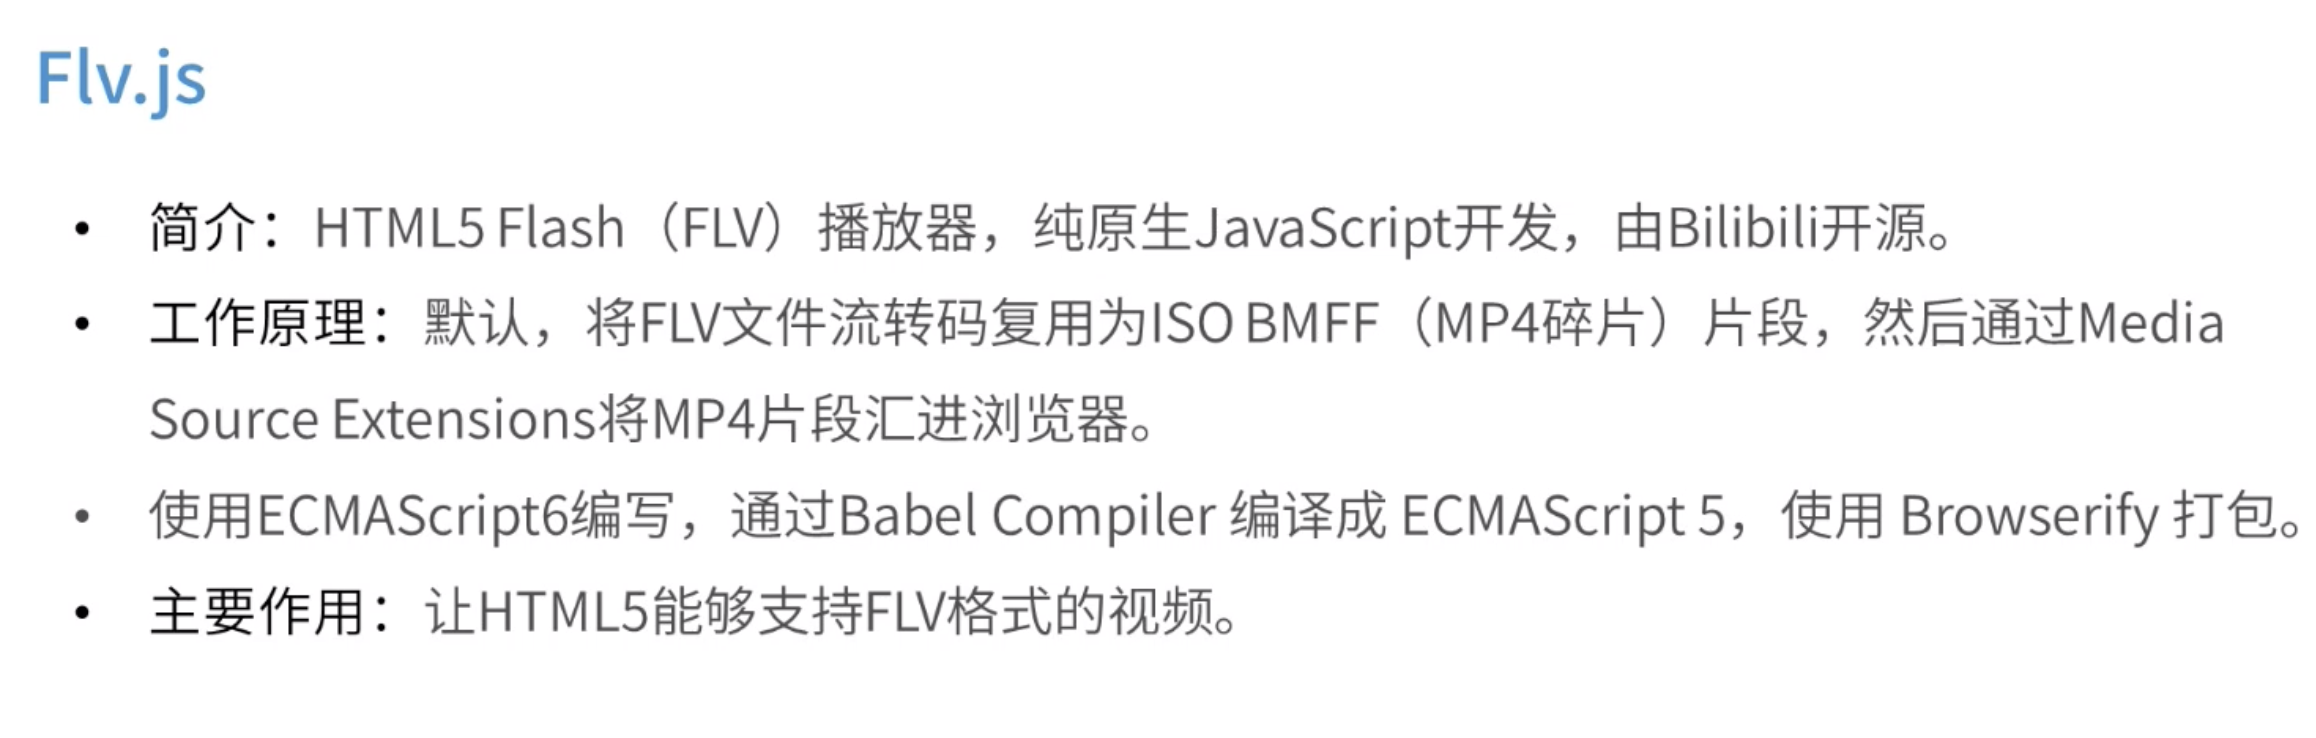 Flv.js
• 简介：HTML5 Flash（FLV）播放器，纯原生JavaScript开发，由Bilibili开源。
• 工作原理：默认，将FLV文件流转码复用为ISO BMFF（MP4碎片）片段，然后通过Media
Source Extensions将MP4片段汇进浏览器。
• 使用ECMAScript6编写，通过Babel Compiler 编译成 ECMAScript 5，使用 Browserify 打包。
• 主要作用：让HTML5能够支持FLV格式的视频。